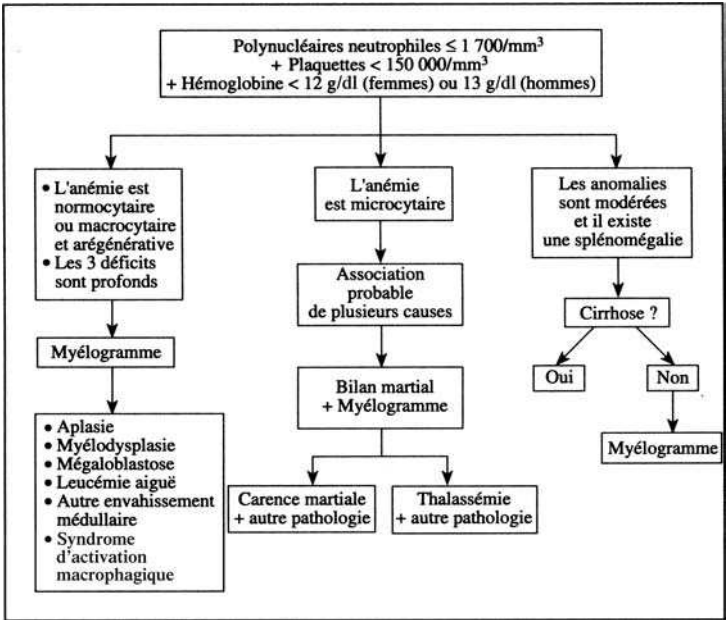 Polynucléaires neutrophiles ≤ 1 700/mm³
+ Plaquettes < 150 000/mm³
+ Hémoglobine < 12 g/dl (femmes) ou 13 g/dl (hommes)
• L'anémie est
normocytaire
ou macrocytaire
et arégénérative
• Les 3 déficits
sont profonds
Myélogramme
• Aplasie
• Myélodysplasie
• Mégaloblastose
• Leucémie aiguë
• Autre envahissement
médullaire
• Syndrome
d'activation
macrophagique
L'anémie
est microcytaire
Association
probable
de plusieurs causes
Bilan martial
+ Myélogramme
Carence martiale
+ autre pathologie
Thalassémie
+ autre pathologie
Les anomalies
sont modérées
et il existe
une splénomégalie
Cirrhose ?
Oui
Non
Myélogramme